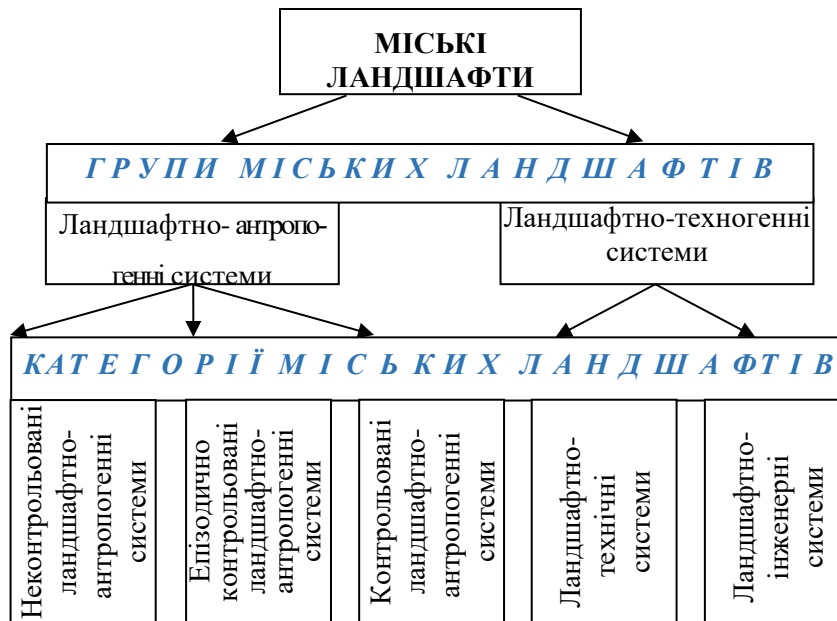 МІСЬКІ
ЛАНДШАФТИ
ГРУПИ МІСЬКИХ ЛАНДШАФТІВ
Ландшафтно- антропо-
генні системи
Ландшафтно-техногенні
системи
КАТЕГОРІЇ МІСЬКИХ ЛАНДШАФТІВ
Неконтрольовані
ландшафтно-
антропогенні
системи
Епізодично
контрольовані
ландшафтно-
антропогенні
системи
Контрольовані
ландшафтно-
антропогенні
системи
Ландшафтно-
технічні
системи
Ландшафтно-
інженерні
системи